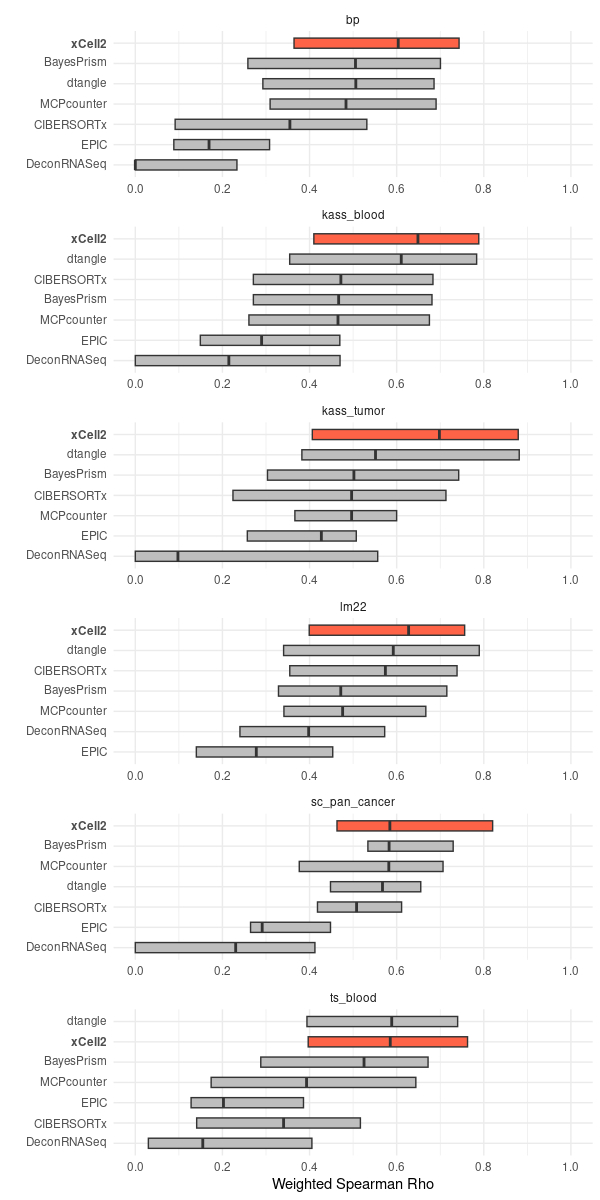 bp
xCell2
BayesPrism
dtangle
MCPcounter
CIBERSORTx
EPIC
DeconRNASeq
0.0 0.2 0.4 0.6 0.8 1.0
kass_blood
xCell2
dtangle
CIBERSORTx
BayesPrism
MCPcounter
EPIC
DeconRNASeq
0.0 0.2 0.4 0.6 0.8 1.0
kass_tumor
xCell2
dtangle
BayesPrism
CIBERSORTx
MCPcounter
EPIC
DeconRNASeq
0.0 0.2 0.4 0.6 0.8 1.0
lm22
xCell2
dtangle
CIBERSORTx
BayesPrism
MCPcounter
DeconRNASeq
EPIC
0.0 0.2 0.4 0.6 0.8 1.0
sc_pan_cancer
xCell2
BayesPrism
MCPcounter
dtangle
CIBERSORTx
EPIC
DeconRNASeq
0.0 0.2 0.4 0.6 0.8 1.0
ts_blood
dtangle
xCell2
BayesPrism
MCPcounter
EPIC
CIBERSORTx
DeconRNASeq
0.0 0.2 0.4 0.6 0.8 1.0
Weighted Spearman Rho